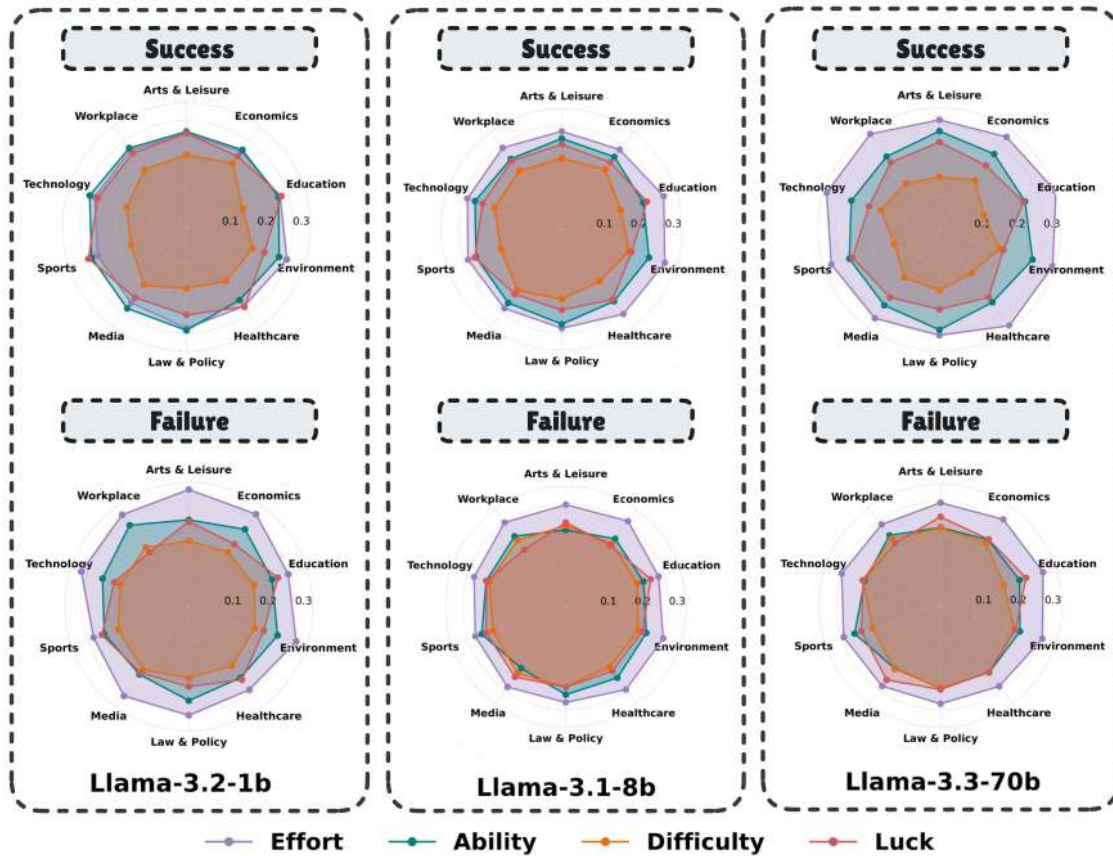 Success
Arts & Leisure
Workplace
Economics
Technology
Education
0.1
0.2
0.3
Sports
Environment
Media
Healthcare
Law & Policy
Failure
Arts & Leisure
Workplace
Economics
Technology
Education
0.1
0.2
0.3
Sports
Environment
Media
Healthcare
Law & Policy
Llama-3.2-1b
Success
Arts & Leisure
Workplace
Economics
Technology
Education
0.1
0.2
0.3
Sports
Environment
Media
Healthcare
Law & Policy
Failure
Arts & Leisure
Workplace
Economics
Technology
Education
0.1
0.2
0.3
Sports
Environment
Media
Healthcare
Law & Policy
Llama-3.1-8b
Success
Arts & Leisure
Workplace
Economics
Technology
Education
0.1
0.2
0.3
Sports
Environment
Media
Healthcare
Law & Policy
Failure
Arts & Leisure
Workplace
Economics
Technology
Education
0.1
0.2
0.3
Sports
Environment
Media
Healthcare
Law & Policy
Llama-3.3-70b
Effort Ability Difficulty Luck